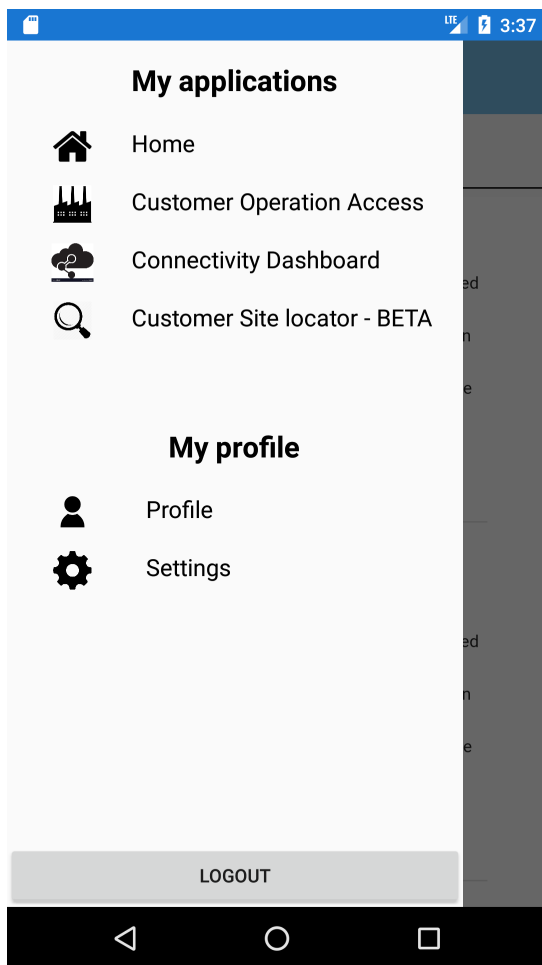 LTE 3:37
My applications
Home
Customer Operation Access
Connectivity Dashboard
Customer Site locator - BETA
My profile
Profile
Settings
LOGOUT